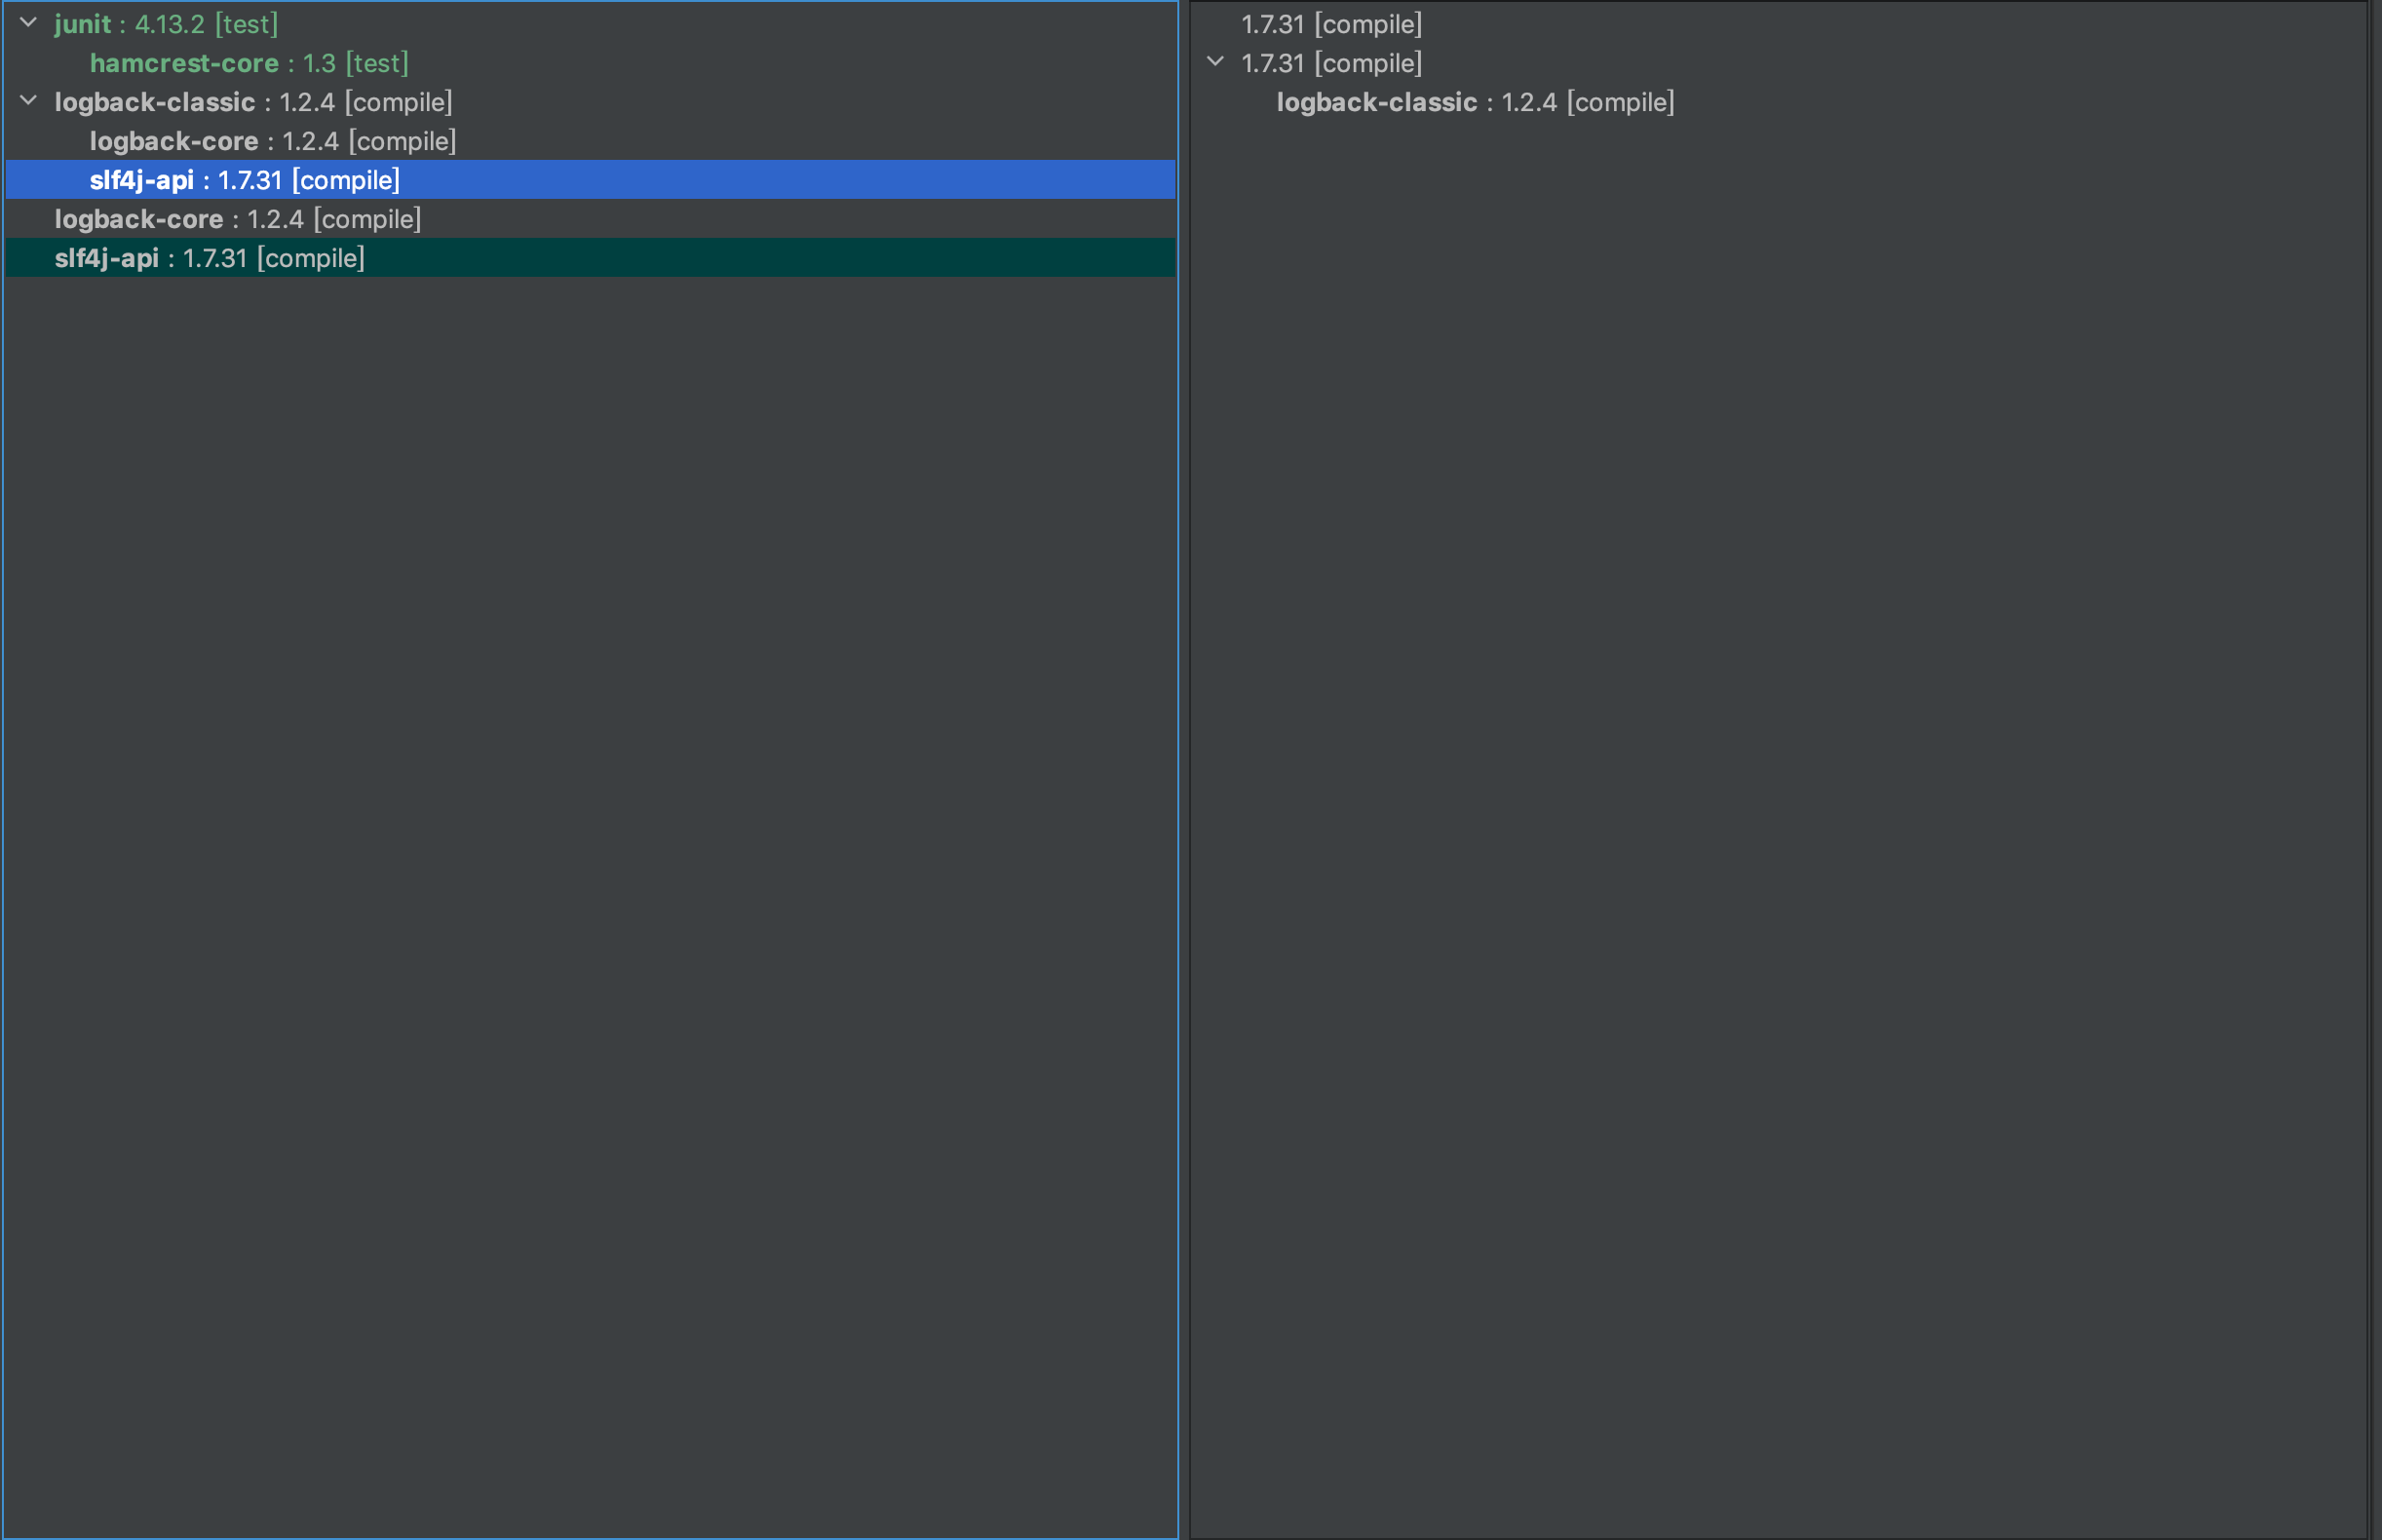 junit : 4.13.2 [test]
hamcrest-core : 1.3 [test]
logback-classic : 1.2.4 [compile]
logback-core : 1.2.4 [compile]
slf4j-api : 1.7.31 [compile]
logback-core : 1.2.4 [compile]
slf4j-api : 1.7.31 [compile]
1.7.31 [compile]
1.7.31 [compile]
logback-classic : 1.2.4 [compile]